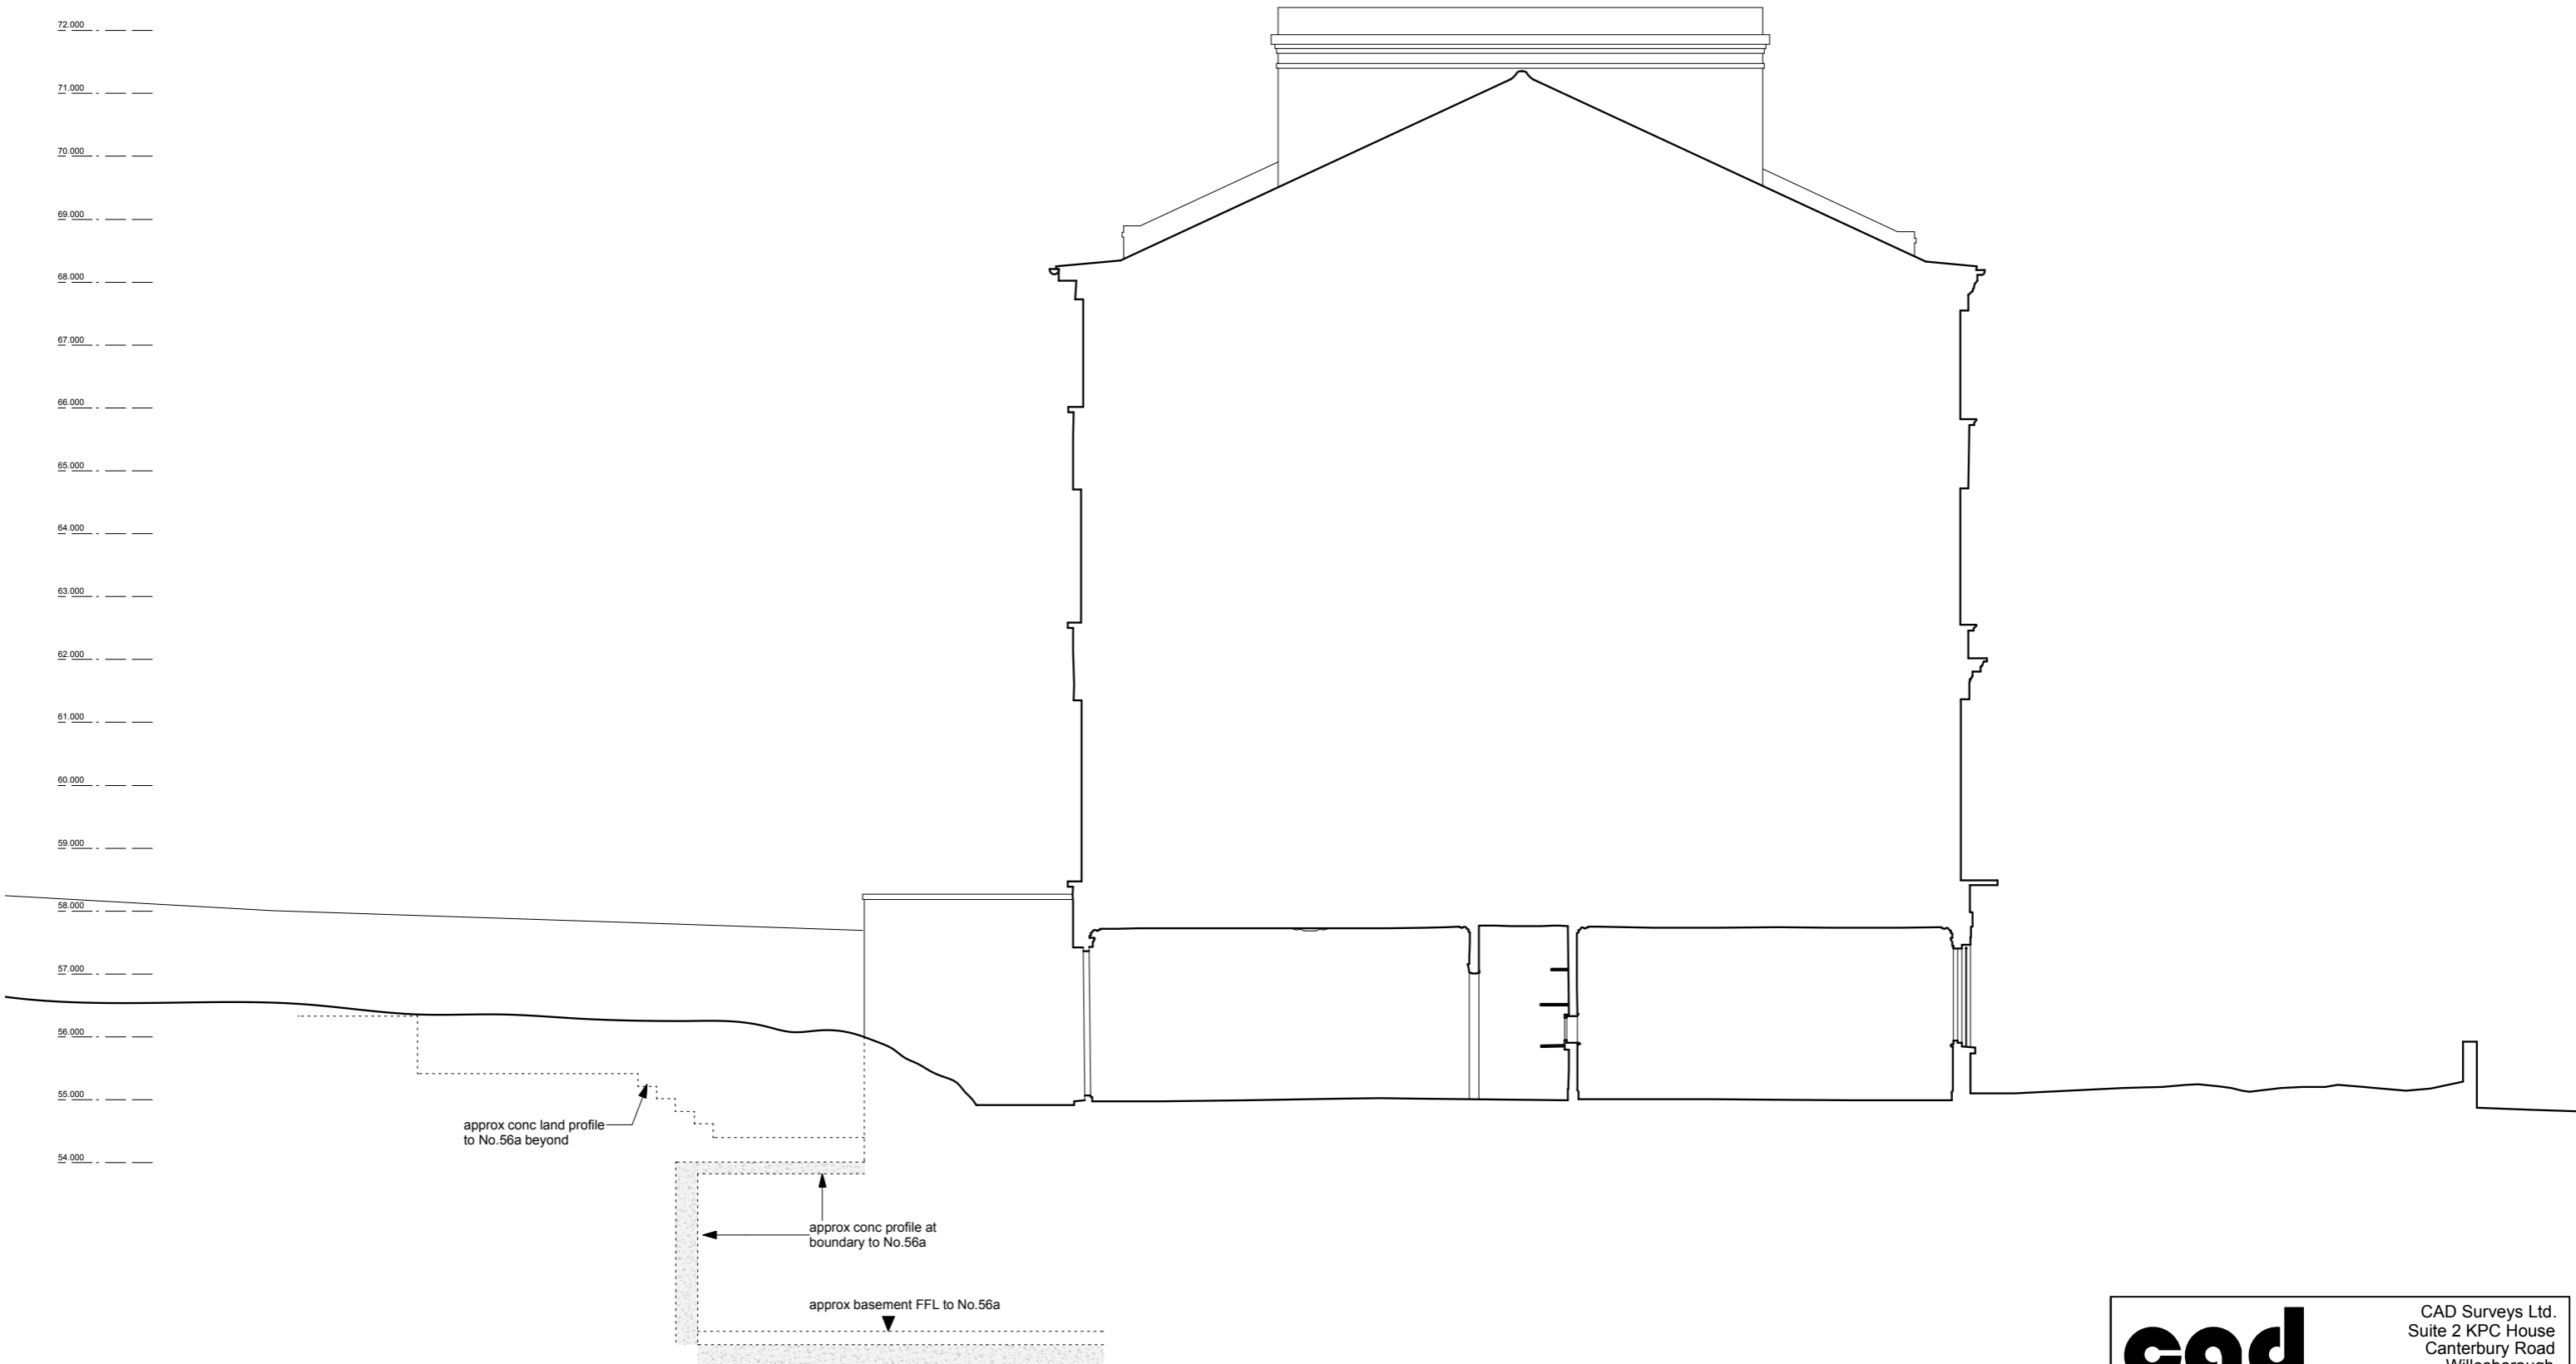 72.000
71.000
70.000
69.000
68.000
67.000
66.000
65.000
64.000
63.000
62.000
61.000
60.000
59.000
58.000
57.000
56.000
55.000
54.000
approx conc land profile
to No.56a beyond
approx conc profile at
boundary to No.56a
approx basement FFL to No.56a
cad
CAD Surveys Ltd.
Suite 2 KPC House
Canterbury Road
Willesborough